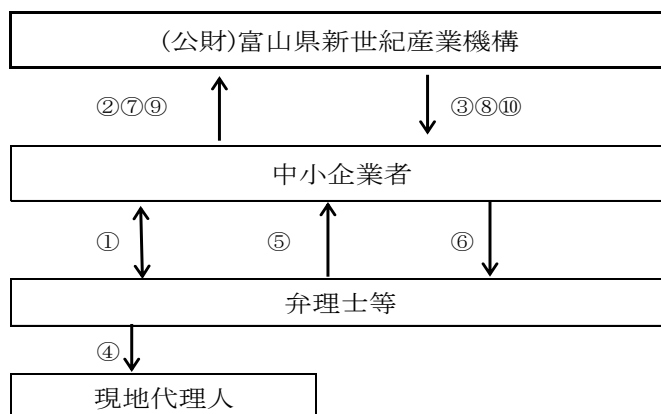 (公財)富山県新世紀産業機構
②⑦⑨
③⑧⑩
中小企業者
①
⑤
⑥
弁理士等
④
現地代理人